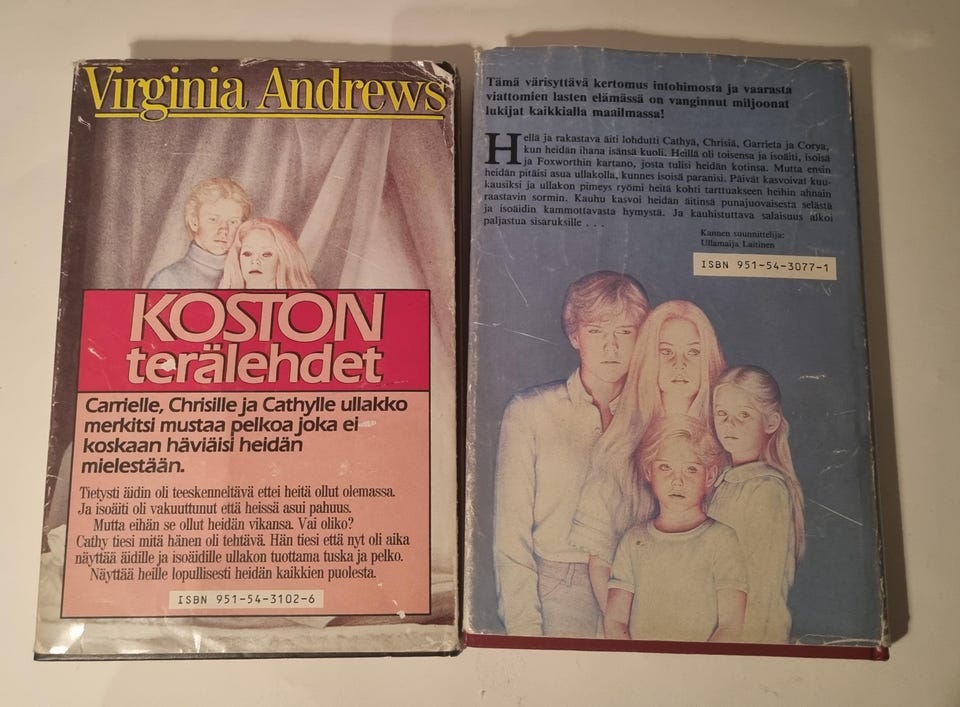 Virginia Andrews
KOSTON
terälehdet
Carrielle, Chrisille ja Cathylle ullakko
merkitsi mustaa pelkoa joka ei
koskaan häviäisi heidän
mielestään.
Tietysti äidin oli teeskenneltävä ettei heitä ollut olemassa.
Ja isoäiti oli vakuuttunut että heissä asui pahuus.
Mutta eihän se ollut heidän vikansa. Vai oliko?
Cathy tiesi mitä hänen oli tehtävä. Hän tiesi että nyt oli aika
näyttää äidille ja isoäidille ullakon tuottama tuska ja pelko.
Näyttää heille lopullisesti heidän kaikkien puolesta.
ISBN 951-54-3102-6
Tämä värisyttävä kertomus intohimosta ja vaarasta
viattomien lasten elämässä on vanginnut miljoonat
lukijat kaikkialla maailmassa!
Hellä ja rakastava äiti lohdutti Cathyä, Chrisiä, Garrieta ja Corya,
kun heidän ihana isänsä kuoli. Heillä oli toisensa ja isoäiti, isoisä
ja Foxworthin kartano, josta tulisi heidän kotinsa. Mutta ensin
heidän pitäisi asua ullakolla, kunnes isoisä paranisi. Päivät kasvoivat kuu-
kausiksi ja ullakon pimeys ryömi heitä kohti tarttuakseen heihin ahnain
raastavin sormin. Kauhu kasvoi heidän äitinsä punajuovaisesta selästä
ja isoäidin kammottavasta hymystä. Ja kauhistuttava salaisuus alkoi
paljastua sisaruksille . . .
Kannen suunnittelija:
Ullamaija Laitinen
ISBN 951-54-3077-1